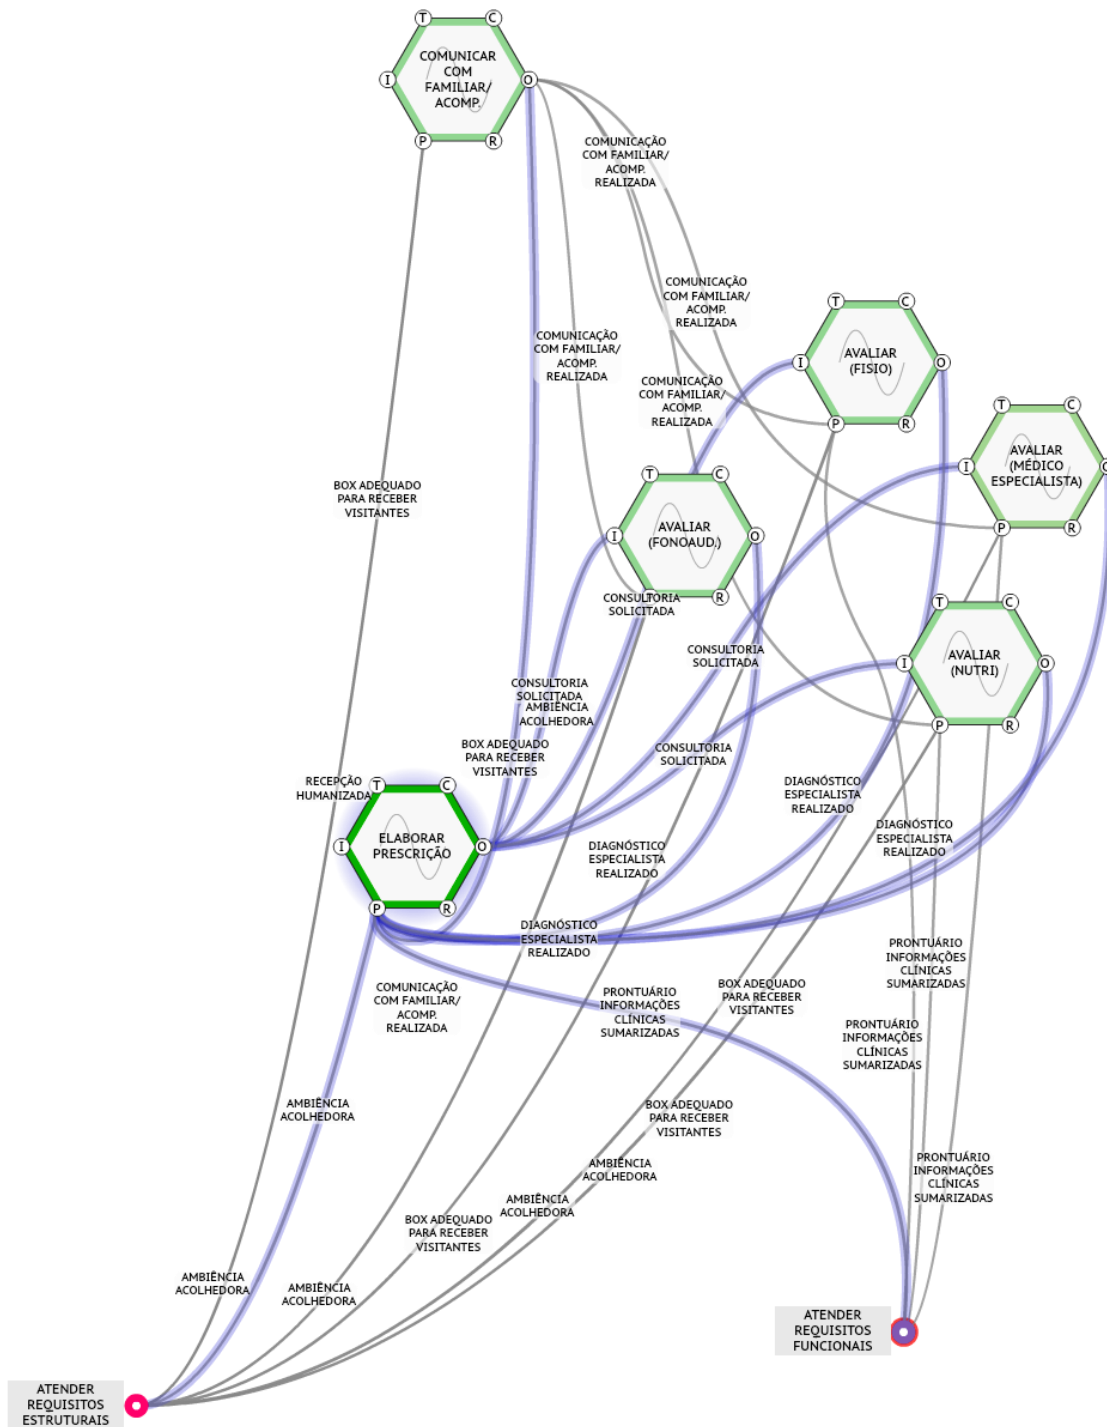 T
C
COMUNICAR
COM
FAMILIAR/
ACOMP.
I
O
P
R
COMUNICAÇÃO
COM FAMILIAR/
ACOMP.
REALIZADA
COMUNICAÇÃO
COM FAMILIAR/
ACOMP.
REALIZADA
T
C
AVALIAR
(FISIO)
I
O
P
R
COMUNICAÇÃO
COM FAMILIAR/
ACOMP.
REALIZADA
COMUNICAÇÃO
COM FAMILIAR/
ACOMP.
REALIZADA
T
C
AVALIAR
(MÉDICO
ESPECIALISTA)
I
O
P
R
BOX ADEQUADO
PARA RECEBER
VISITANTES
T
C
AVALIAR
(FONOAUD.)
I
O
R
CONSULTORIA
SOLICITADA
T
C
AVALIAR
(NUTRI)
I
O
P
R
CONSULTORIA
SOLICITADA
CONSULTORIA
SOLICITADA
AMBIÊNCIA
ACOLHEDORA
BOX ADEQUADO
PARA RECEBER
VISITANTES
CONSULTORIA
SOLICITADA
RECEPÇÃO
HUMANIZADA
T
C
ELABORAR
PRESCRIÇÃO
I
O
P
R
DIAGNÓSTICO
ESPECIALISTA
REALIZADO
DIAGNÓSTICO
ESPECIALISTA
REALIZADO
DIAGNÓSTICO
ESPECIALISTA
REALIZADO
DIAGNÓSTICO
ESPECIALISTA
REALIZADO
COMUNICAÇÃO
COM FAMILIAR/
ACOMP.
REALIZADA
PRONTUÁRIO
INFORMAÇÕES
CLÍNICAS
SUMARIZADAS
BOX ADEQUADO
PARA RECEBER
VISITANTES
PRONTUÁRIO
INFORMAÇÕES
CLÍNICAS
SUMARIZADAS
PRONTUÁRIO
INFORMAÇÕES
CLÍNICAS
SUMARIZADAS
AMBIÊNCIA
ACOLHEDORA
BOX ADEQUADO
PARA RECEBER
VISITANTES
AMBIÊNCIA
ACOLHEDORA
PRONTUÁRIO
INFORMAÇÕES
CLÍNICAS
SUMARIZADAS
AMBIÊNCIA
ACOLHEDORA
BOX ADEQUADO
PARA RECEBER
VISITANTES
AMBIÊNCIA
ACOLHEDORA
AMBIÊNCIA
ACOLHEDORA
ATENDER
REQUISITOS
FUNCIONAIS
ATENDER
REQUISITOS
ESTRUTURAIS